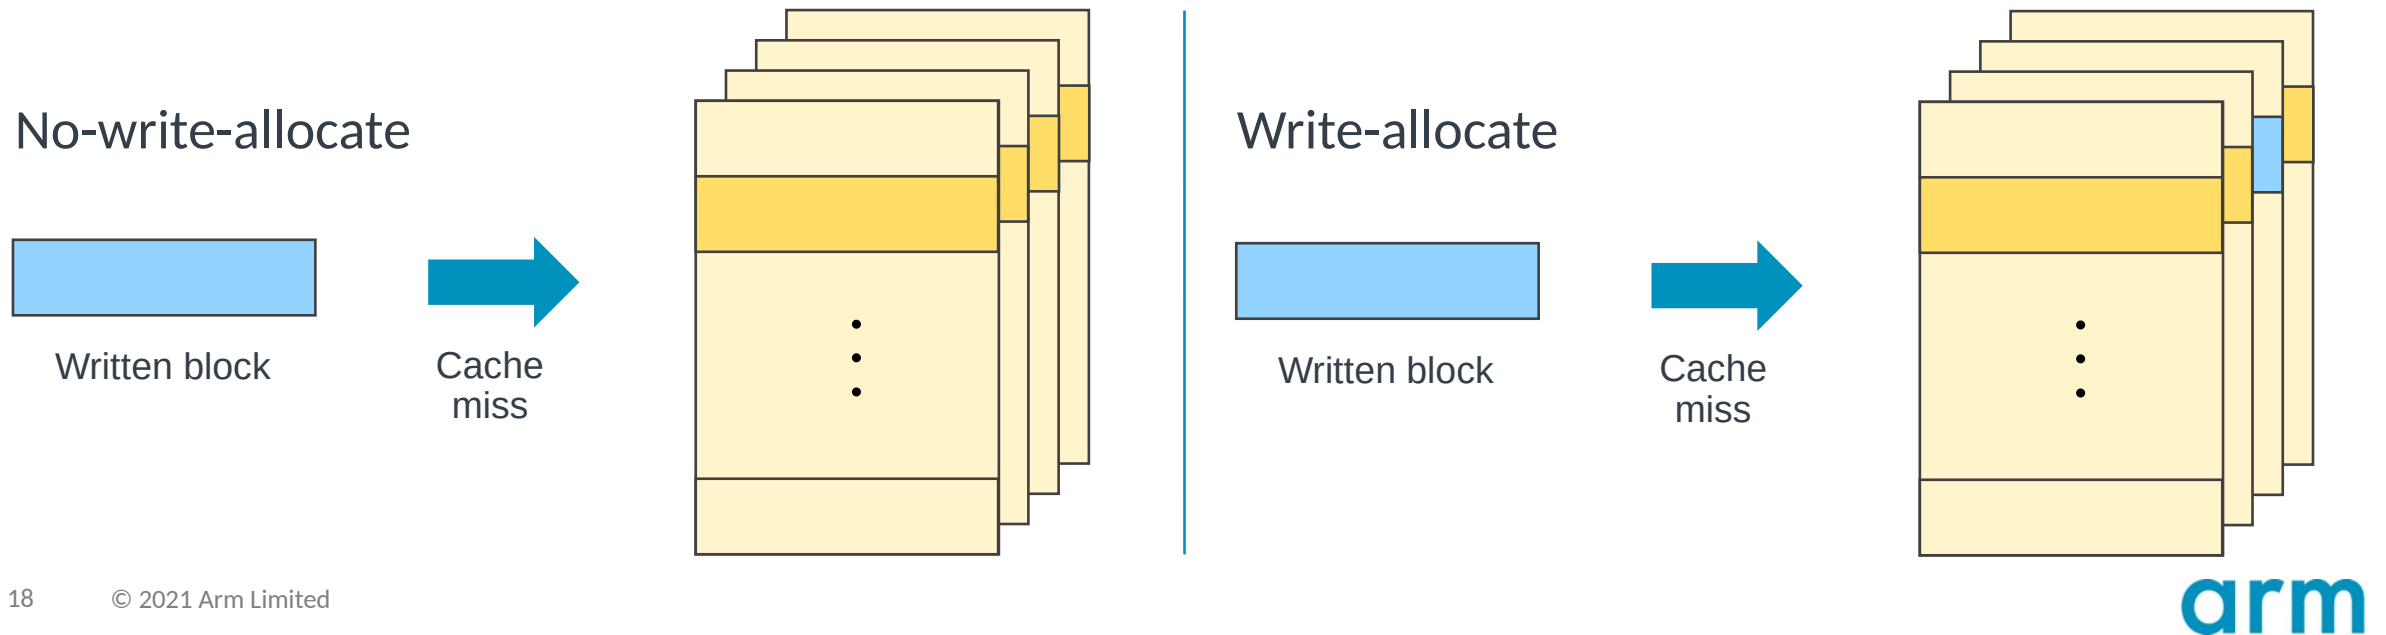 No-write-allocate
Written block
Cache
miss
Write-allocate
Written block
Cache
miss
18
© 2021 Arm Limited
arm